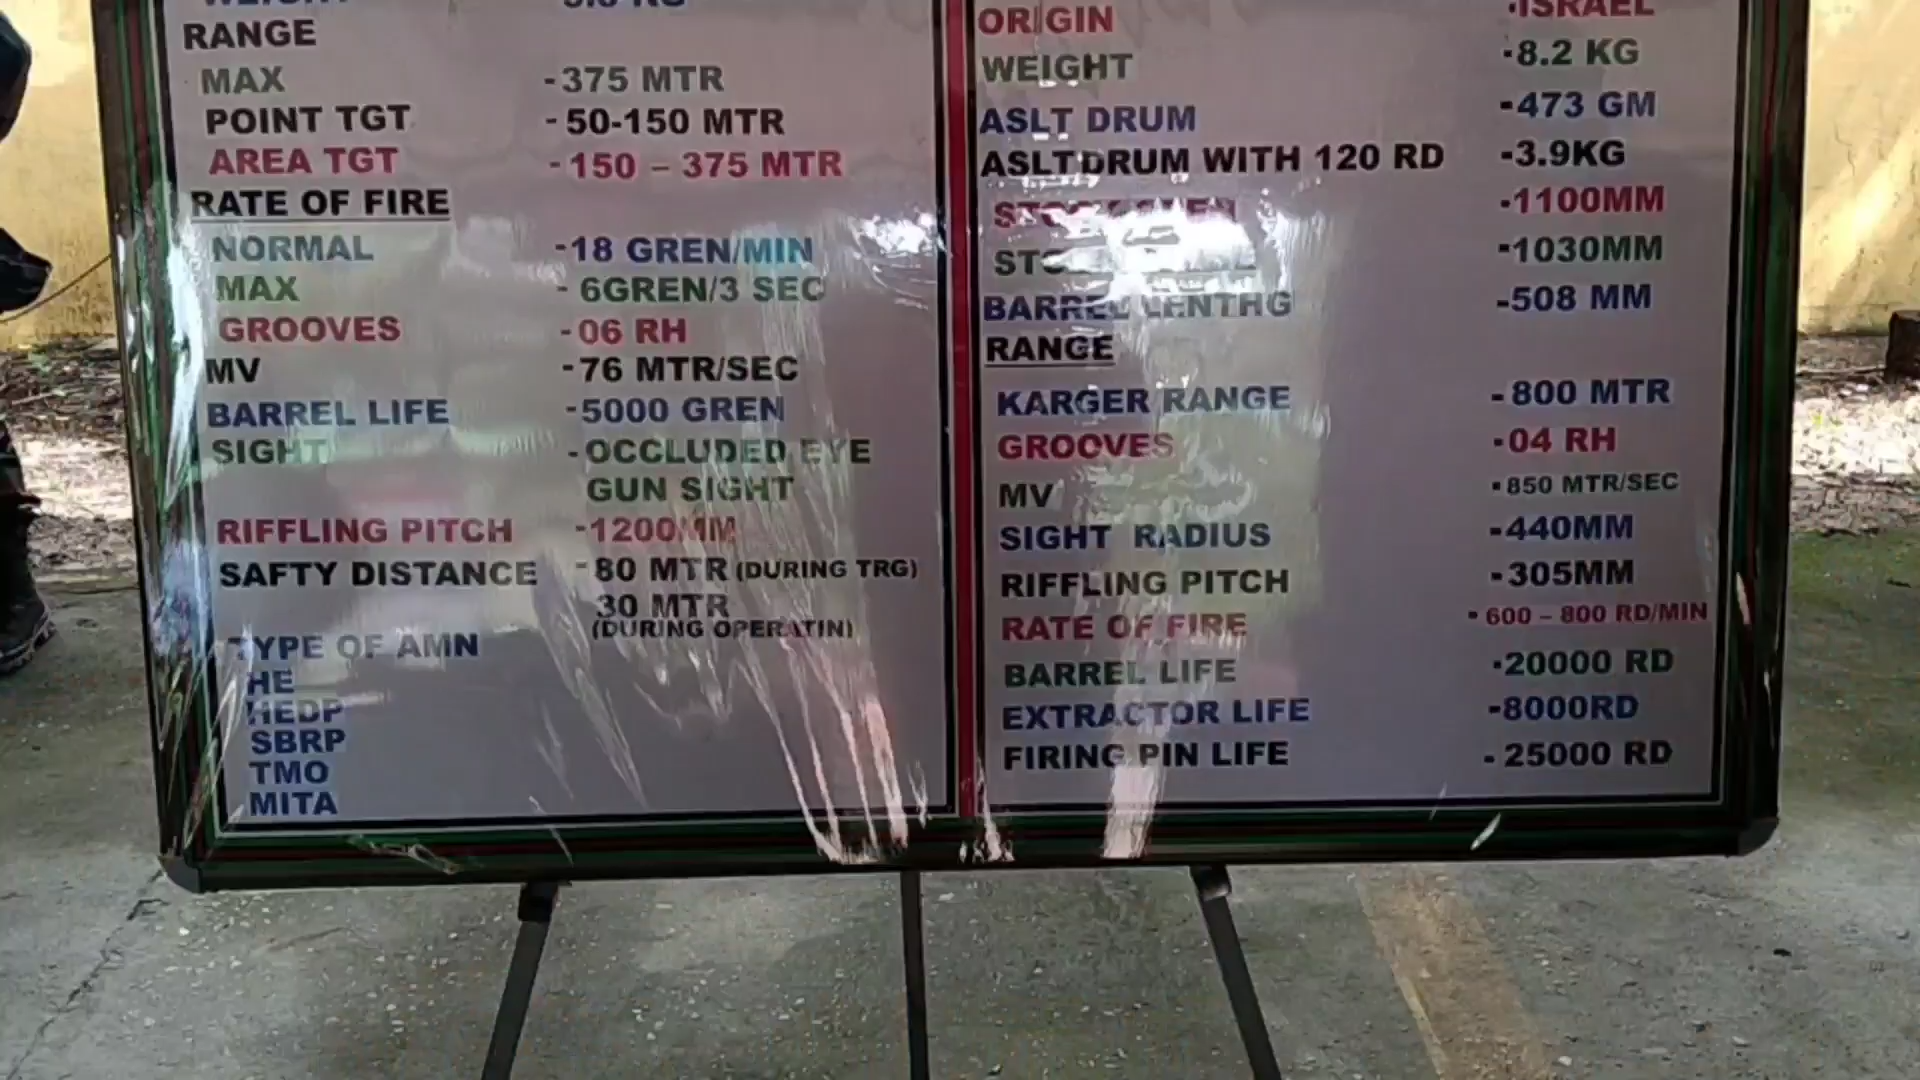 RANGE
MAX -375 MTR
POINT TGT -50-150 MTR
AREA TGT -150 – 375 MTR
RATE OF FIRE
NORMAL -18 GREN/MIN
MAX - 6GREN/3 SEC
GROOVES -06 RH
MV -76 MTR/SEC
BARREL LIFE -5000 GREN
SIGHT -OCCLUDED EYE
GUN SIGHT
RIFFLING PITCH -1200MM
SAFTY DISTANCE -80 MTR (DURING TRG)
30 MTR
(DURING OPERATIN)
TYPE OF AMN
HE
HEDP
SBRP
TMO
MITA
ORIGIN -ISRAEL
WEIGHT -8.2 KG
ASLT DRUM -473 GM
ASLTDRUM WITH 120 RD -3.9KG
-1100MM
-1030MM
BARREL LENTHG -508 MM
RANGE
KARGER RANGE -800 MTR
GROOVES -04 RH
MV -850 MTR/SEC
SIGHT RADIUS -440MM
RIFFLING PITCH -305MM
RATE OF FIRE - 600 – 800 RD/MIN
BARREL LIFE -20000 RD
EXTRACTOR LIFE -8000RD
FIRING PIN LIFE - 25000 RD